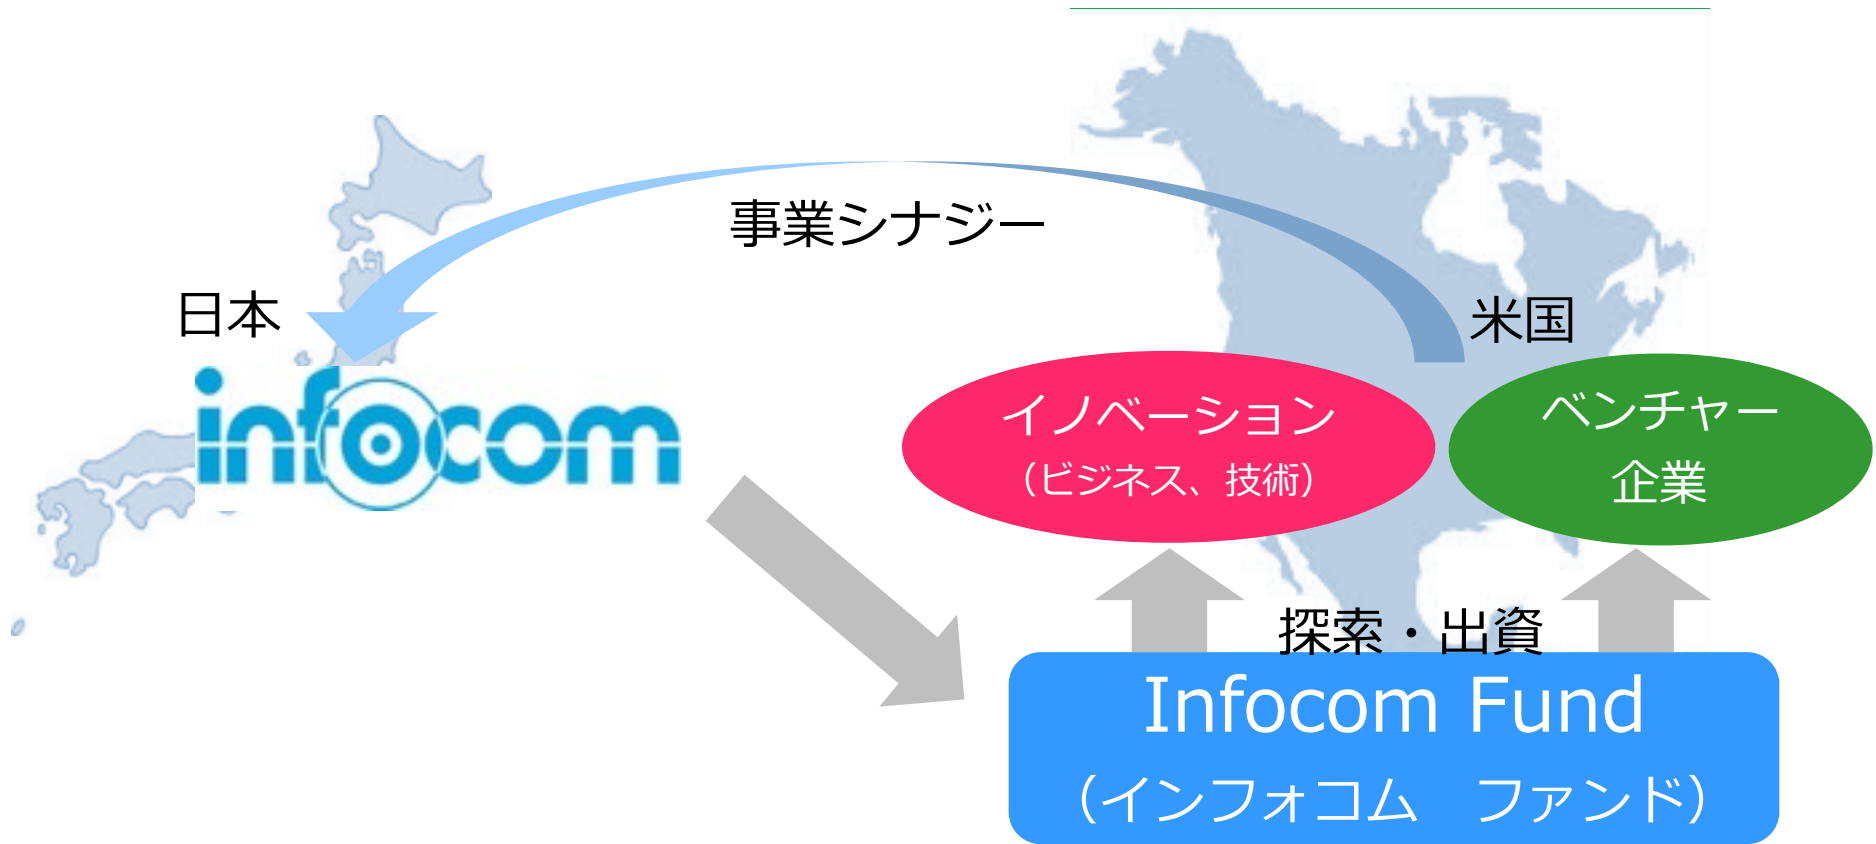 事業シナジー
日本
米国
infocom
イノベーション
（ビジネス、技術）
ベンチャー
企業
探索・出資
Infocom Fund
（インフォコム　ファンド）